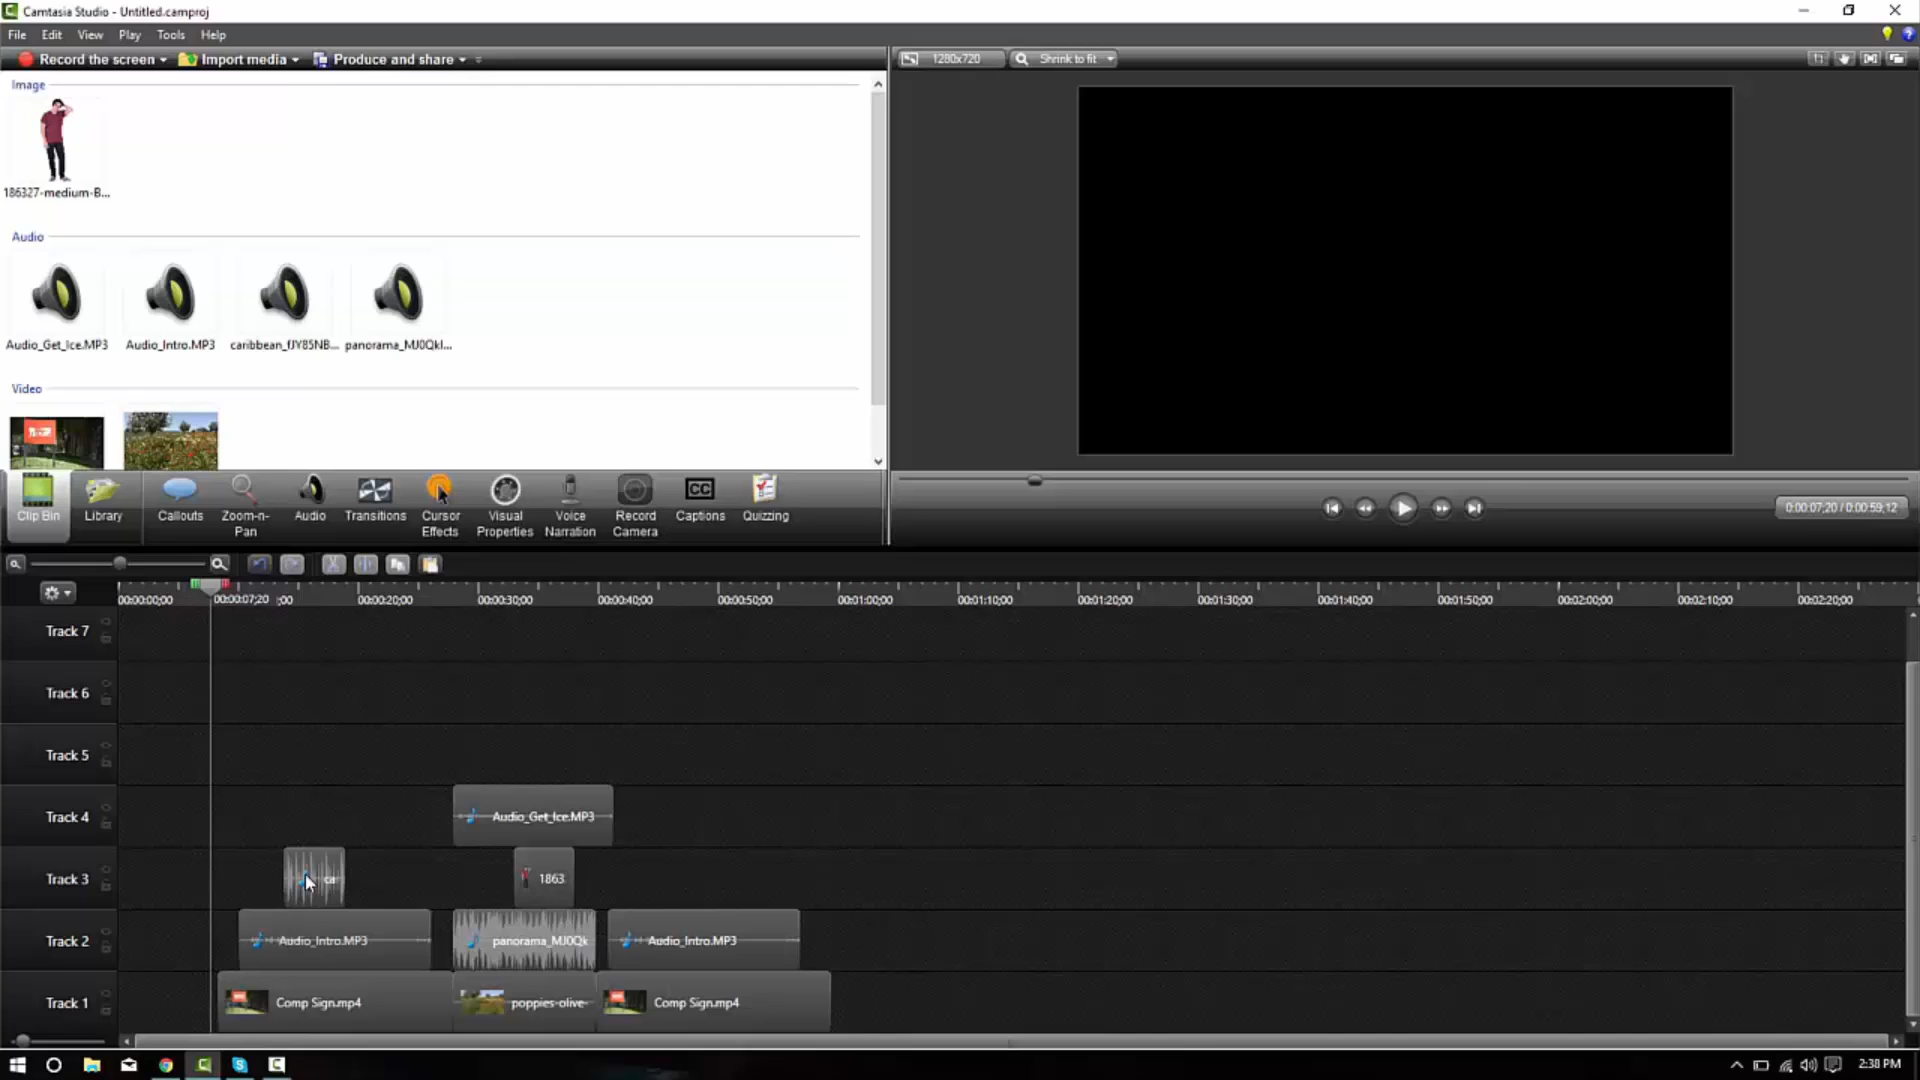 Camtasia Studio - Untitled.camproj
File Edit View Play Tools Help
Record the screen Import media Produce and share
1280x720 Shrink to fit
Image
186327-medium-B...
Audio
Audio_Get_Ice.MP3 Audio_Intro.MP3 caribbean_fJY85NB... panorama_MJ0QkI...
Video
Clip Bin Library Callouts Zoom-n-Pan Audio Transitions Cursor Effects Visual Properties Voice Narration Record Camera Captions Quizzing
CC
0:00:07;20 / 0:00:59;12
00:00:00;00 00:00:07;20 ;00 00:00:20;00 00:00:30;00 00:00:40;00 00:00:50;00 00:01:00;00 00:01:10;00 00:01:20;00 00:01:30;00 00:01:40;00 00:01:50;00 00:02:00;00 00:02:10;00 00:02:20;00
Track 7
Track 6
Track 5
Track 4 Audio_Get_Ice.MP3
Track 3 ca 1863
Track 2 Audio_Intro.MP3 panorama_MJ0Qk Audio_Intro.MP3
Track 1 Comp Sign.mp4 poppies-olive- Comp Sign.mp4
2:38 PM